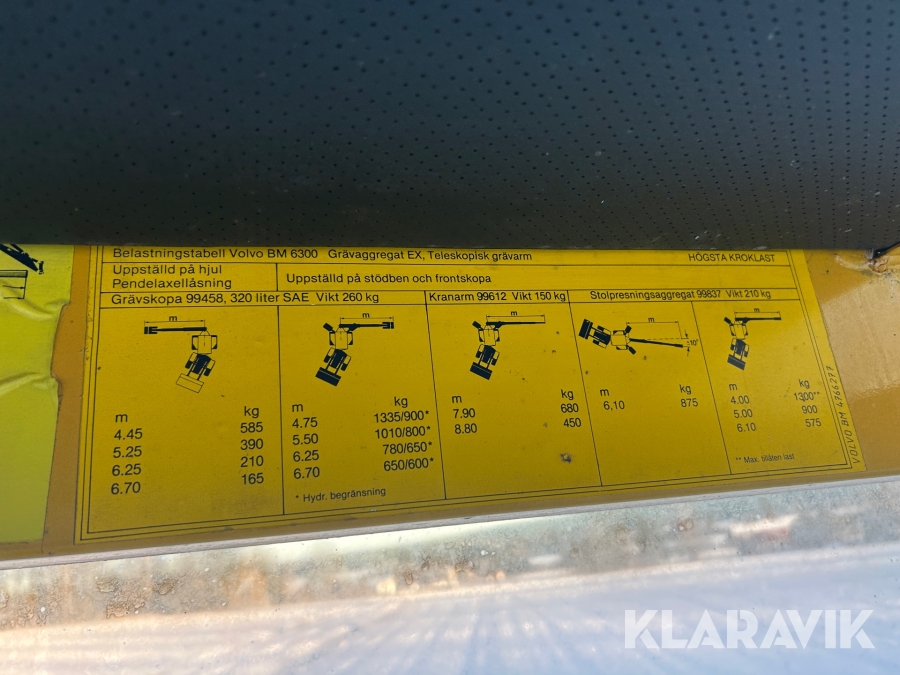 Belastningstabell Volvo BM 6300 Grävaggregat EX, Teleskopisk grävarm
HÖGSTA KROKLAST
Uppställd på hjul
Pendelaxellåsning
Uppställd på stödben och frontskopa
Grävskopa 99458, 320 liter SAE Vikt 260 kg
Kranarm 99612 Vikt 150 kg
Stolpresningsaggregat 99837 Vikt 210 kg
m
m
m
m
m
10°
m kg
4.45 585
5.25 390
6.25 210
6.70 165
m kg
4.75 1335/900*
5.50 1010/800*
6.25 780/650*
6.70 650/600*
* Hydr. begränsning
m kg
7.90 680
8.80 450
m kg
6.10 875
m kg
4.00 1300**
5.00 900
6.10 575
** Max. tillåten last
VOLVO BM 4766277
KLARAVIK